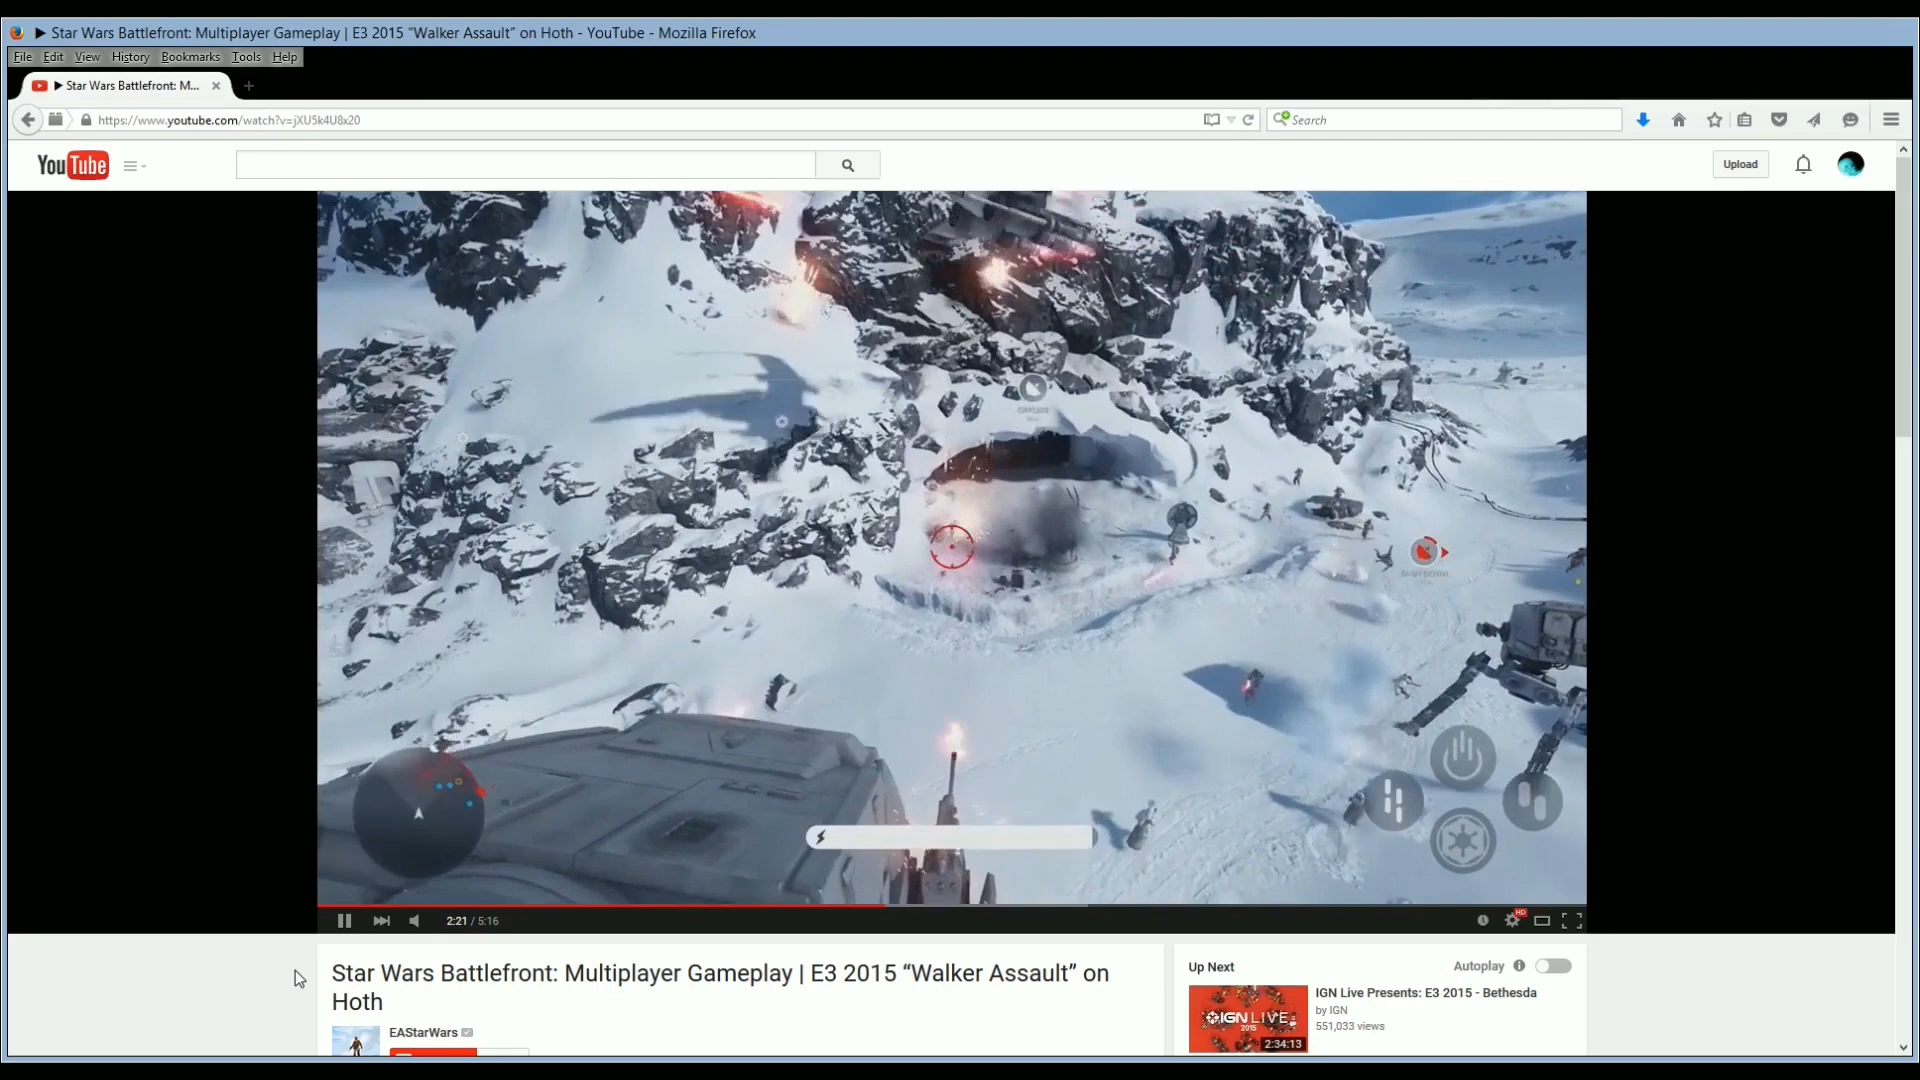 ▶ Star Wars Battlefront: Multiplayer Gameplay | E3 2015 “Walker Assault” on Hoth - YouTube - Mozilla Firefox
File Edit View History Bookmarks Tools Help
▶ Star Wars Battlefront: M...
https://www.youtube.com/watch?v=jXU5k4U8x20
Search
YouTube
Upload
2:21 / 5:16
HD
Star Wars Battlefront: Multiplayer Gameplay | E3 2015 “Walker Assault” on
Hoth
EAStarWars
Up Next
Autoplay
IGN LIVE
2015
2:34:13
IGN Live Presents: E3 2015 - Bethesda
by IGN
551,033 views